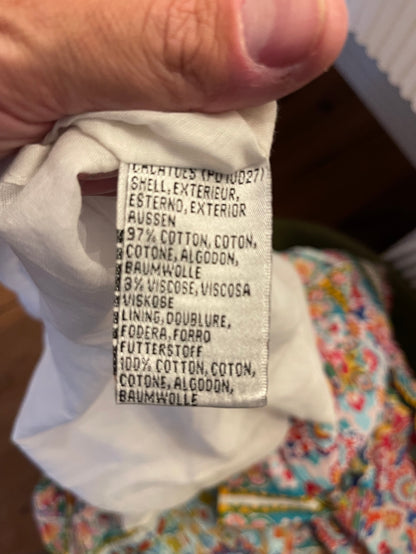 SHELL, EXTERIEUR,
ESTERNO, EXTERIOR
AUSSEN
97% COTTON, COTON,
COTONE, ALGODON,
BAUMWOLLE
3% VISCOSE, VISCOSA
VISKOSE
LINING, DOUBLURE,
FODERA, FORRO
FUTTERSTOFF
100% COTTON, COTON,
COTONE, ALGODON,
BAUMWOLLE